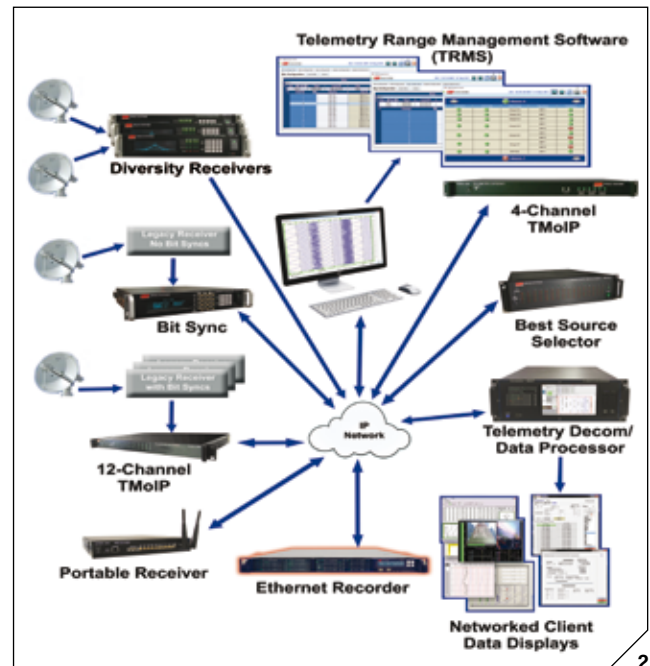 Telemetry Range Management Software
(TRMS)
Diversity Receivers
4-Channel
TMoIP
Legacy Receiver
No Bit Syncs
Bit Sync
Best Source
Selector
Legacy Receiver
with Bit Syncs
IP
Network
Telemetry Decom/
Data Processor
12-Channel
TMoIP
Portable Receiver
Ethernet Recorder
Networked Client
Data Displays
2